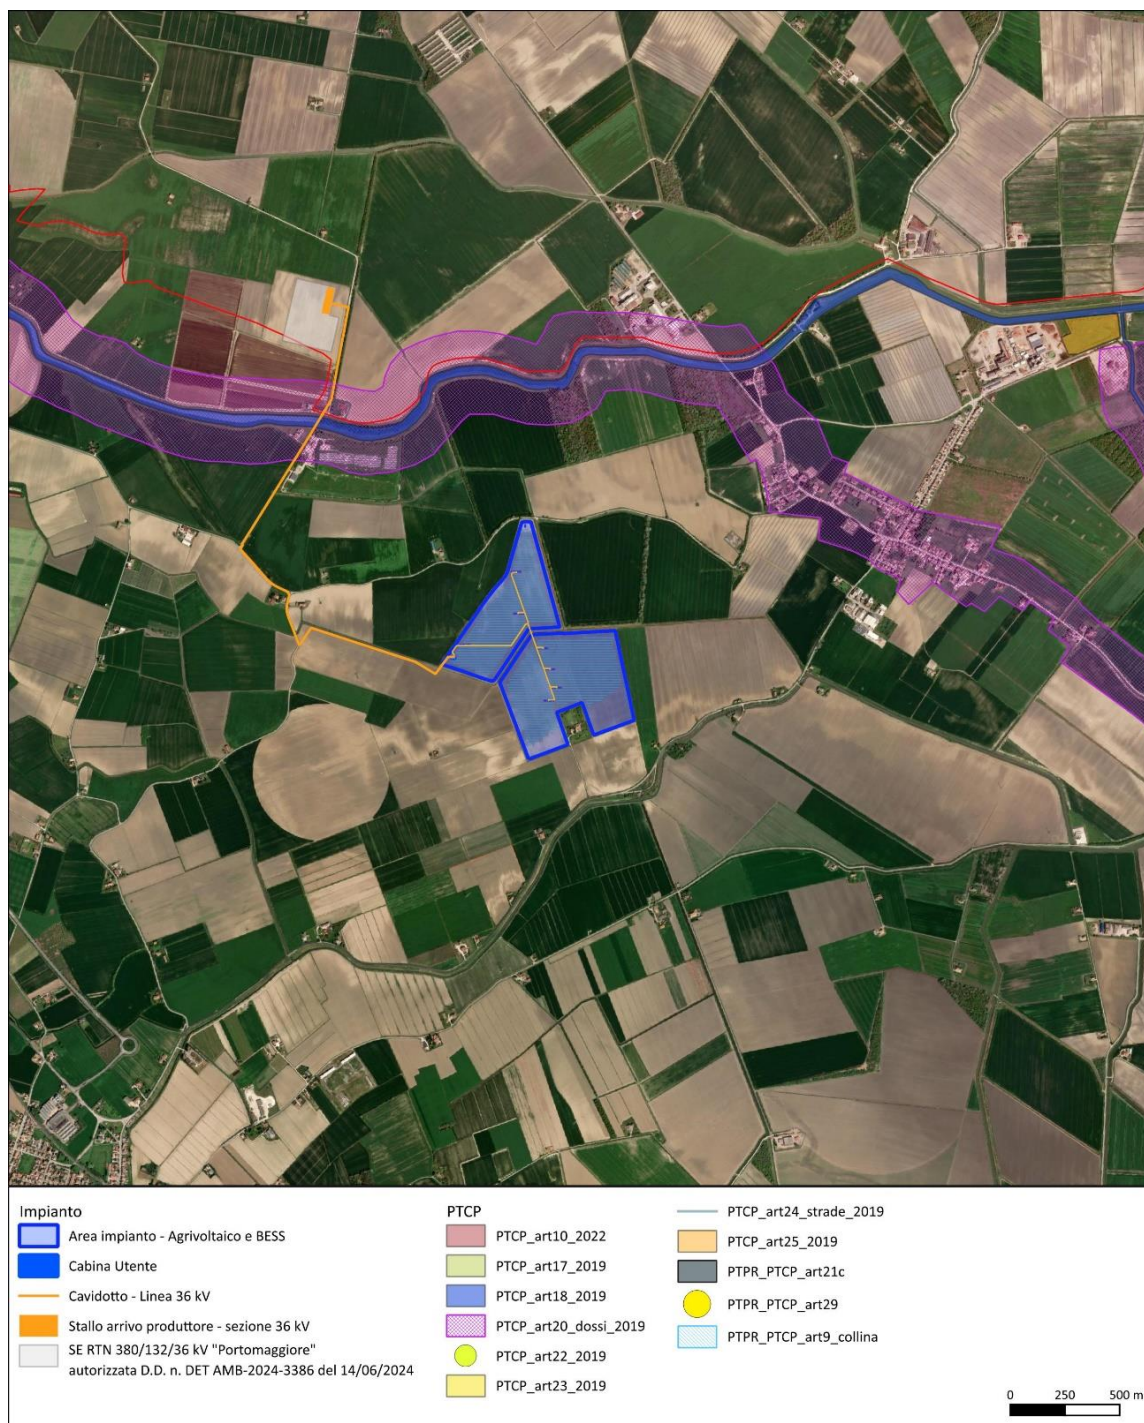 Impianto
Area impianto - Agrivoltaico e BESS
Cabina Utente
Cavidotto - Linea 36 kV
Stallo arrivo produttore - sezione 36 kV
SE RTN 380/132/36 kV "Portomaggiore"
autorizzata D.D. n. DET AMB-2024-3386 del 14/06/2024
PTCP
PTCP_art10_2022
PTCP_art17_2019
PTCP_art18_2019
PTCP_art20_dossi_2019
PTCP_art22_2019
PTCP_art23_2019
PTCP_art24_strade_2019
PTCP_art25_2019
PTPR_PTCP_art21c
PTPR_PTCP_art29
PTPR_PTCP_art9_collina
0 250 500 m